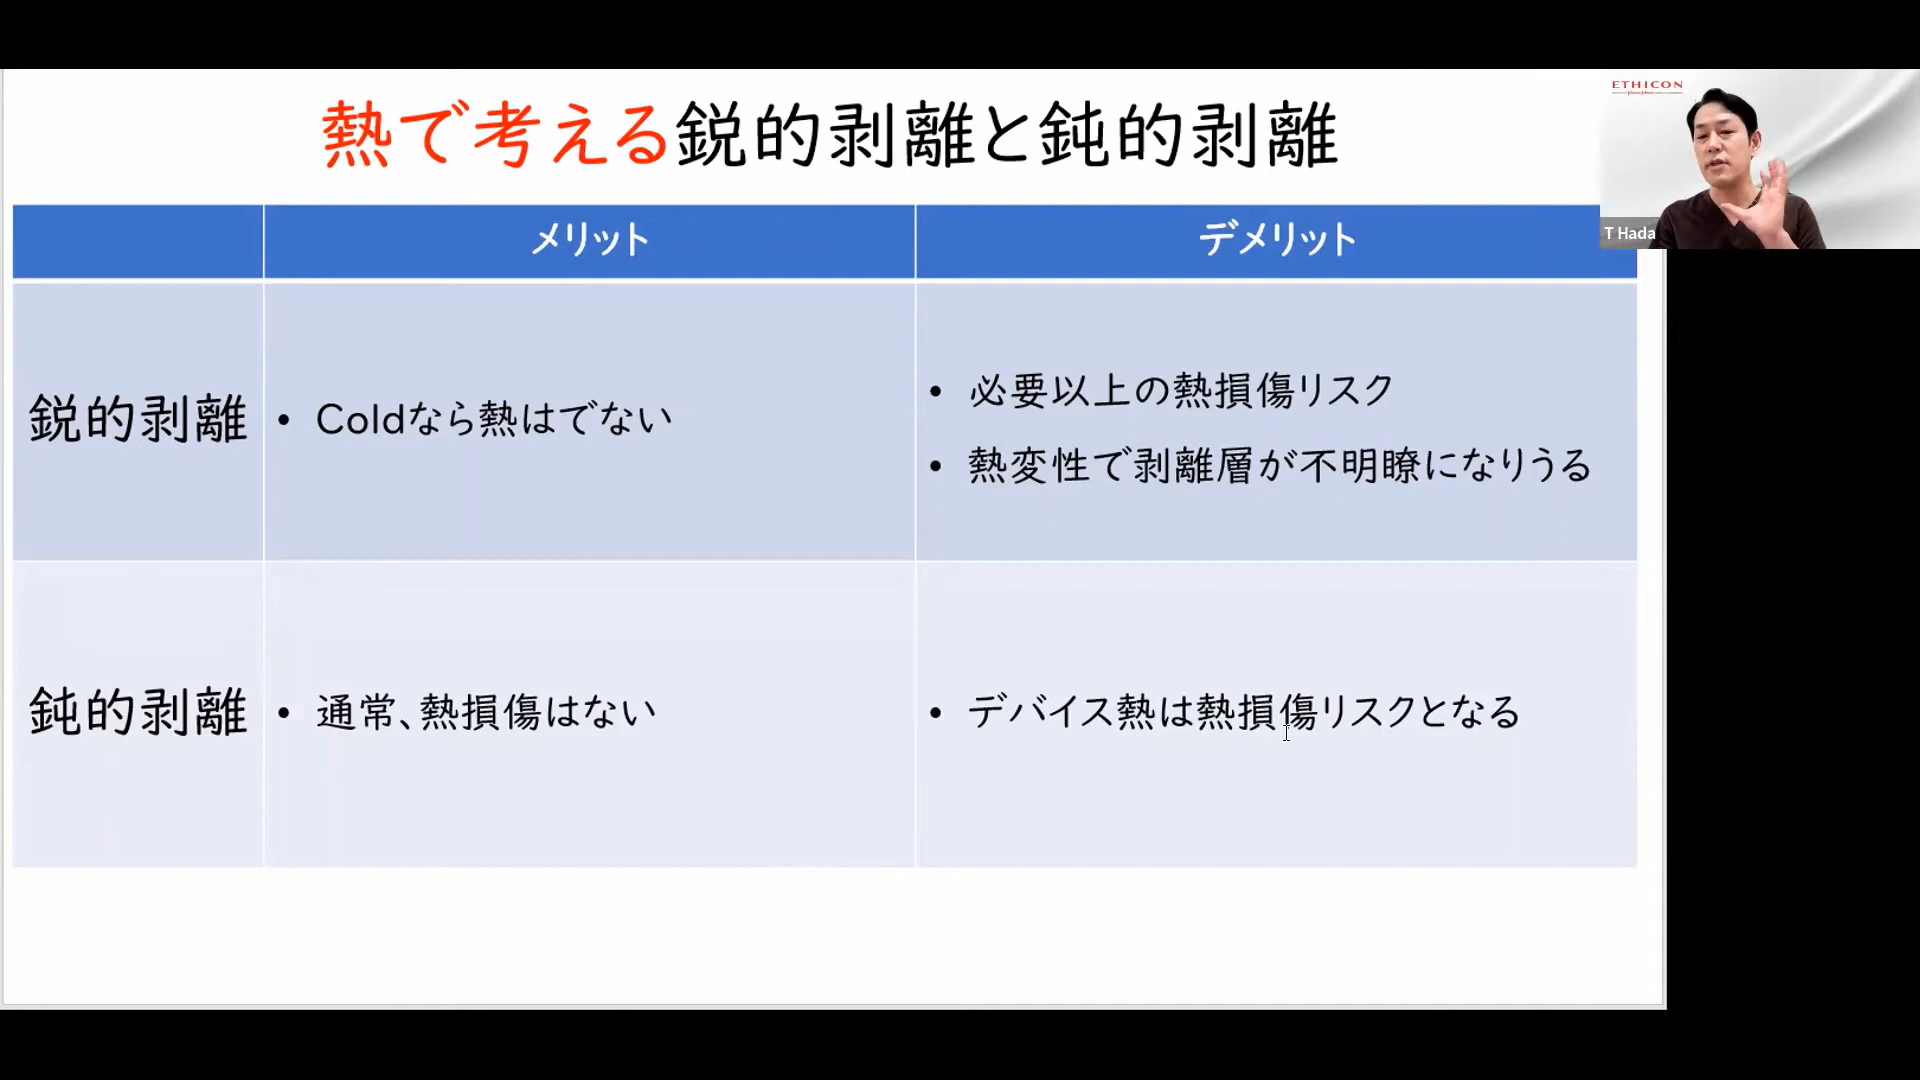 熱で考える鋭的剥離と鈍的剥離
ETHICON
T Hada
メリット
デメリット
鋭的剥離
• Coldなら熱はでない
• 必要以上の熱損傷リスク
• 熱変性で剥離層が不明瞭になりうる
鈍的剥離
• 通常、熱損傷はない
• デバイス熱は熱損傷リスクとなる